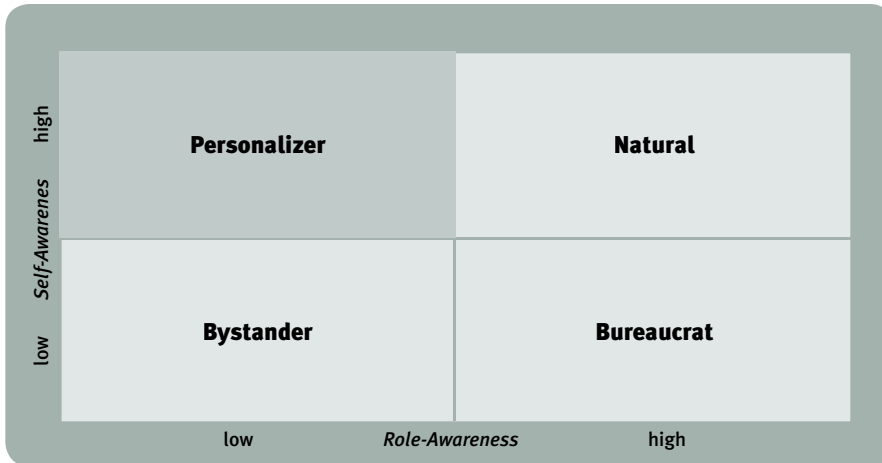 high
Personalizer
Natural
Self-Awarenes
low
Bystander
Bureaucrat
low
Role-Awareness
high